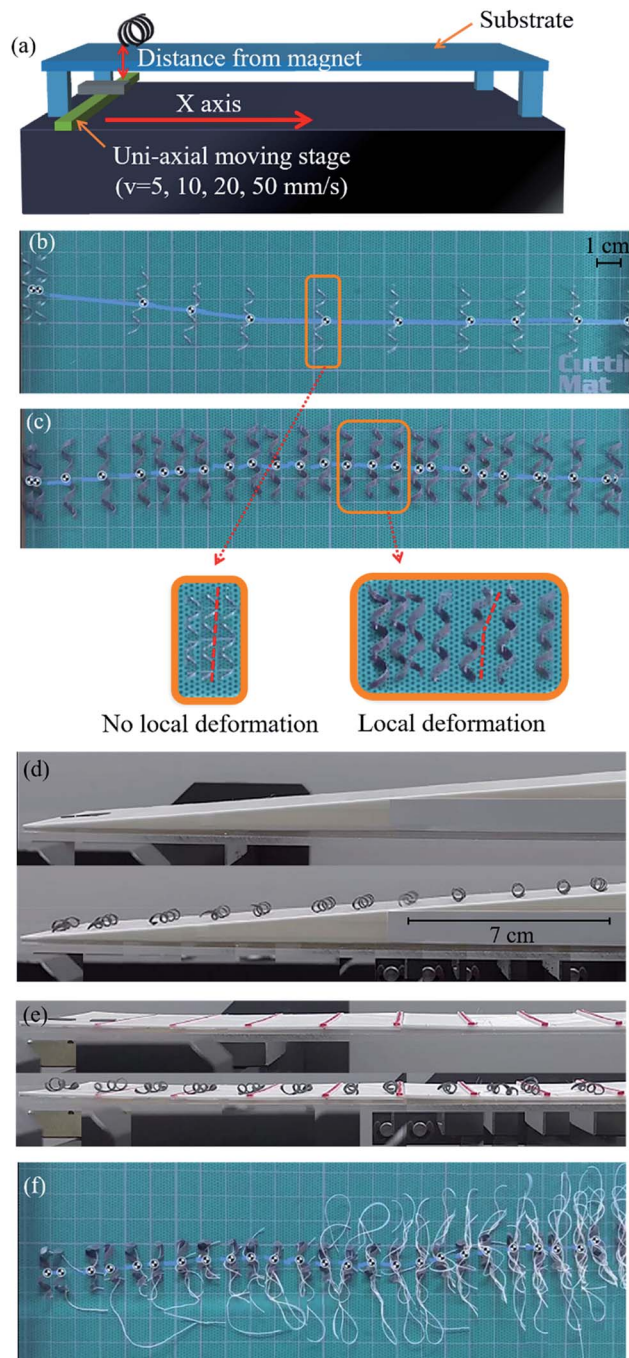 (a)
Substrate
Distance from magnet
X axis
Uni-axial moving stage
(v=5, 10, 20, 50 mm/s)
(b)
1 cm
Mat
(c)
No local deformation
Local deformation
(d)
7 cm
(e)
(f)